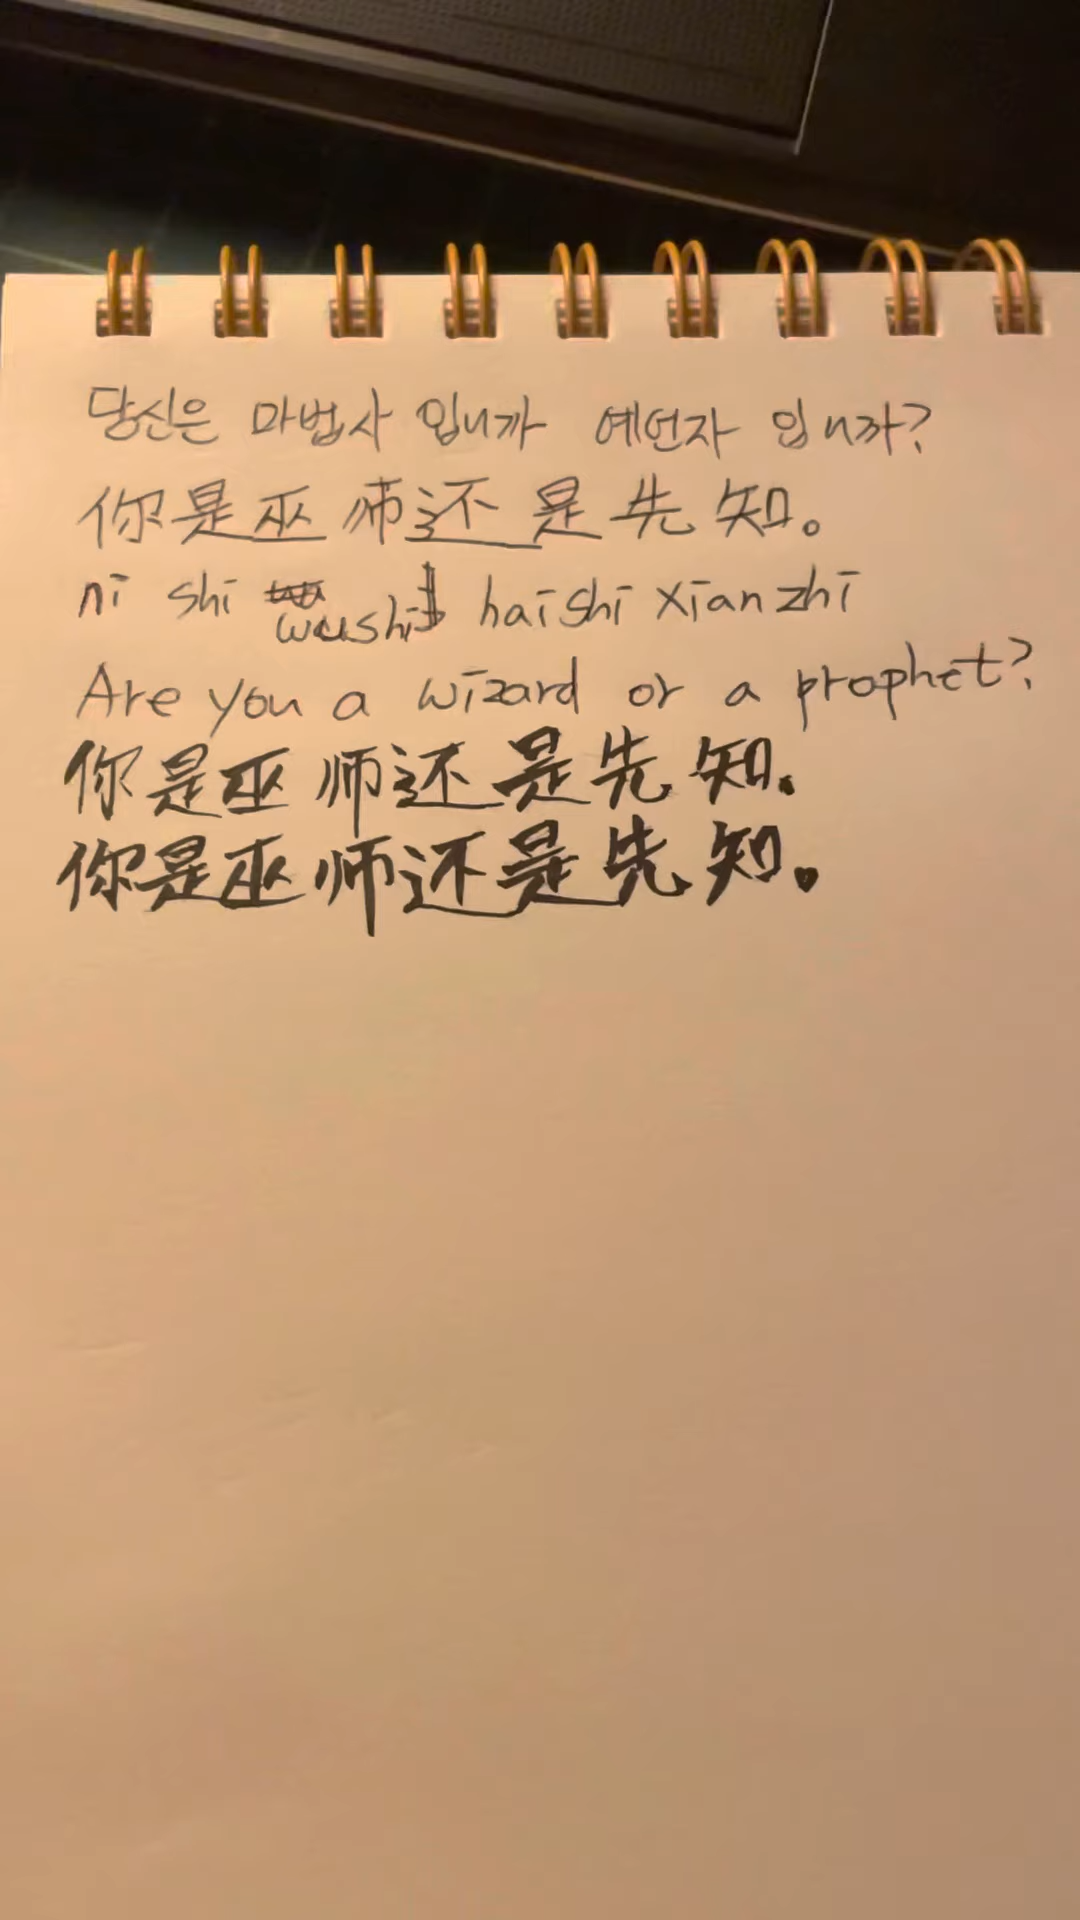 당신은 마법사 입니까 예언자 입니까?
你是巫师还是先知。
ni shi wushi haishi xianzhi
Are you a wizard or a prophet?
你是巫师还是先知.
你是巫师还是先知。